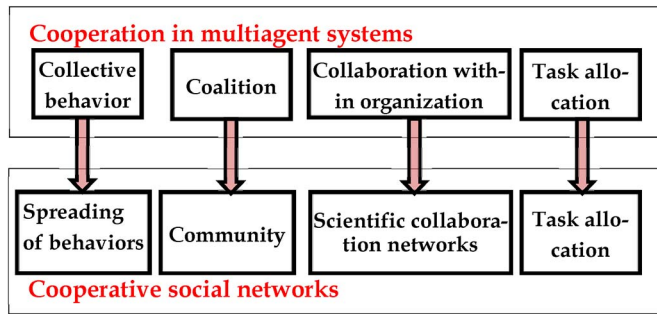 Cooperation in multiagent systems
Collective
behavior
Coalition
Collaboration with-
in organization
Task allo-
cation
Spreading
of behaviors
Community
Scientific collabora-
tion networks
Task allo-
cation
Cooperative social networks